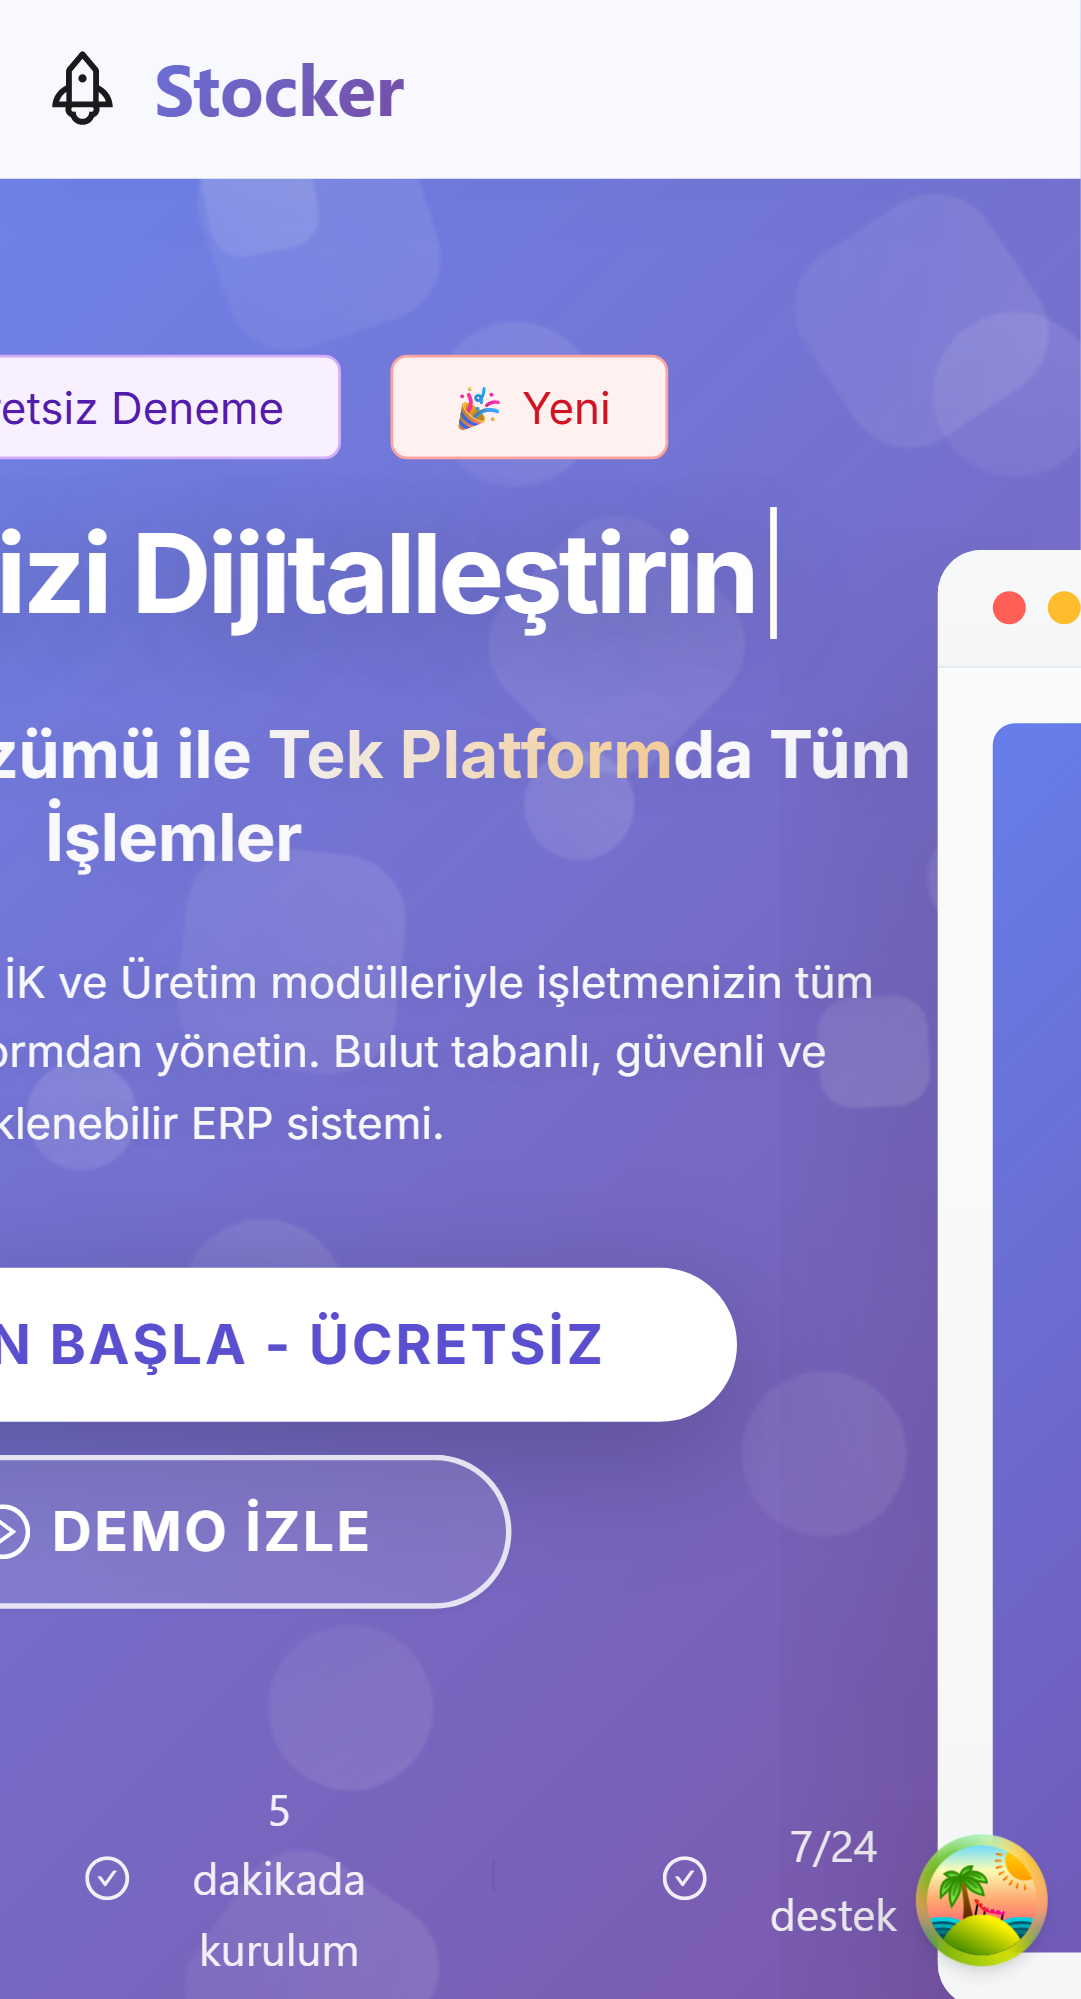 Stocker
etsiz Deneme
Yeni
izi Dijitalleştirin
zümü ile Tek Platformda Tüm
İşlemler
İK ve Üretim modülleriyle işletmenizin tüm
ormdan yönetin. Bulut tabanlı, güvenli ve
klenebilir ERP sistemi.
N BAŞLA - ÜCRETSİZ
DEMO İZLE
5
dakikada
kurulum
7/24
destek